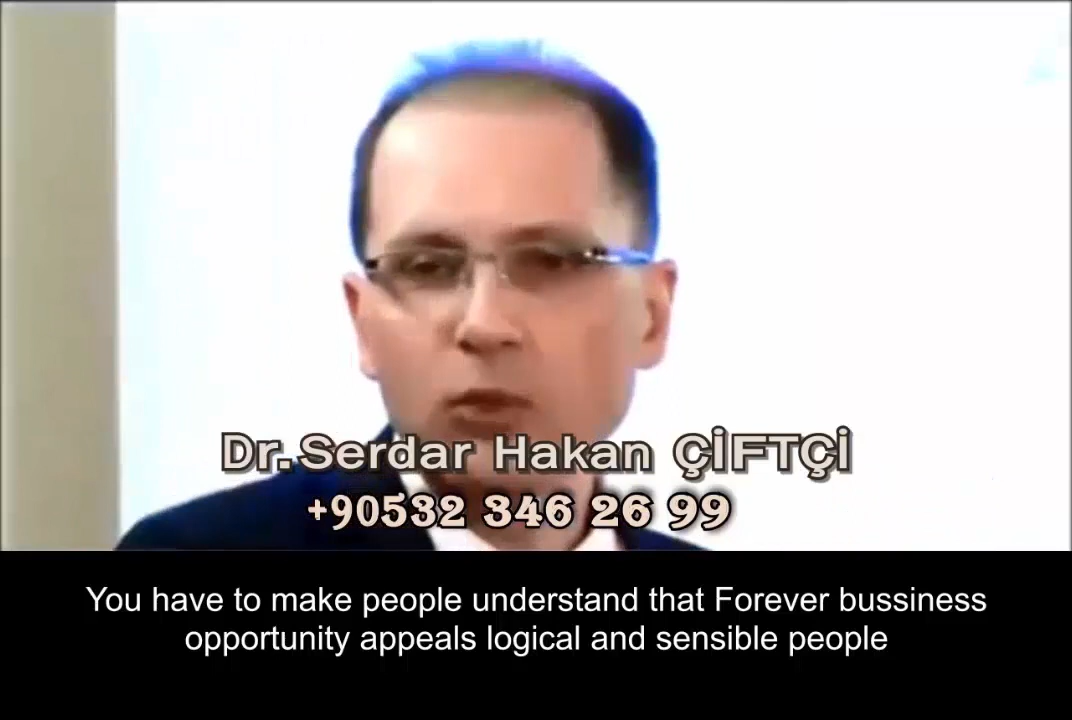 Dr. Serdar Hakan ÇİFTÇİ
+90532 346 26 99
You have to make people understand that Forever bussiness
opportunity appeals logical and sensible people